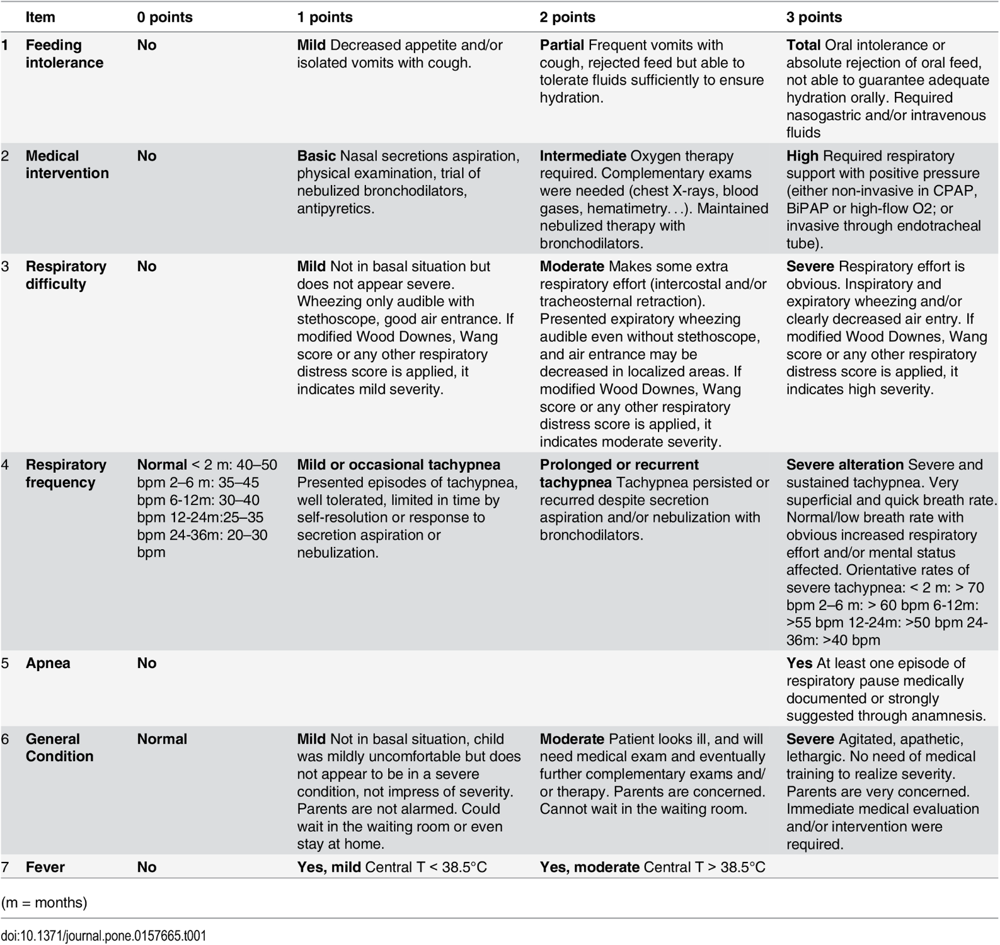 Item 0 points 1 points 2 points 3 points
1 Feeding intolerance
No
Mild Decreased appetite and/or
isolated vomits with cough.
Partial Frequent vomits with
cough, rejected feed but able to
tolerate fluids sufficiently to ensure
hydration.
Total Oral intolerance or
absolute rejection of oral feed,
not able to guarantee adequate
hydration orally. Required
nasogastric and/or intravenous
fluids
2 Medical
intervention
No
Basic Nasal secretions aspiration,
physical examination, trial of
nebulized bronchodilators,
antipyretics.
Intermediate Oxygen therapy
required. Complementary exams
were needed (chest X-rays, blood
gases, hematimetry. . .). Maintained
nebulized therapy with
bronchodilators.
High Required respiratory
support with positive pressure
(either non-invasive in CPAP,
BiPAP or high-flow O2; or
invasive through endotracheal
tube).
3 Respiratory
difficulty
No
Mild Not in basal situation but
does not appear severe.
Wheezing only audible with
stethoscope, good air entrance. If
modified Wood Downes, Wang
score or any other respiratory
distress score is applied, it
indicates mild severity.
Moderate Makes some extra
respiratory effort (intercostal and/or
tracheosternal retraction).
Presented expiratory wheezing
audible even without stethoscope,
and air entrance may be
decreased in localized areas. If
modified Wood Downes, Wang
score or any other respiratory
distress score is applied, it
indicates moderate severity.
Severe Respiratory effort is
obvious. Inspiratory and
expiratory wheezing and/or
clearly decreased air entry. If
modified Wood Downes, Wang
score or any other respiratory
distress score is applied, it
indicates high severity.
4 Respiratory
frequency
Normal < 2 m: 40–50
bpm 2–6 m: 35–45
bpm 6-12m: 30–40
bpm 12-24m:25–35
bpm 24-36m: 20–30
bpm
Mild or occasional tachypnea
Presented episodes of tachypnea,
well tolerated, limited in time by
self-resolution or response to
secretion aspiration or
nebulization.
Prolonged or recurrent
tachypnea Tachypnea persisted or
recurred despite secretion
aspiration and/or nebulization with
bronchodilators.
Severe alteration Severe and
sustained tachypnea. Very
superficial and quick breath rate.
Normal/low breath rate with
obvious increased respiratory
effort and/or mental status
affected. Orientative rates of
severe tachypnea: < 2 m: > 70
bpm 2–6 m: > 60 bpm 6-12m:
>55 bpm 12-24m: >50 bpm 24-
36m: >40 bpm
5 Apnea
No
Yes At least one episode of
respiratory pause medically
documented or strongly
suggested through anamnesis.
6 General
Condition
Normal
Mild Not in basal situation, child
was mildly uncomfortable but does
not appear to be in a severe
condition, not impress of severity.
Parents are not alarmed. Could
wait in the waiting room or even
stay at home.
Moderate Patient looks ill, and will
need medical exam and eventually
further complementary exams and/
or therapy. Parents are concerned.
Cannot wait in the waiting room.
Severe Agitated, apathetic,
lethargic. No need of medical
training to realize severity.
Parents are very concerned.
Immediate medical evaluation
and/or intervention were
required.
7 Fever
No
Yes, mild Central T < 38.5°C
Yes, moderate Central T > 38.5°C
(m = months)
doi:10.1371/journal.pone.0157665.t001